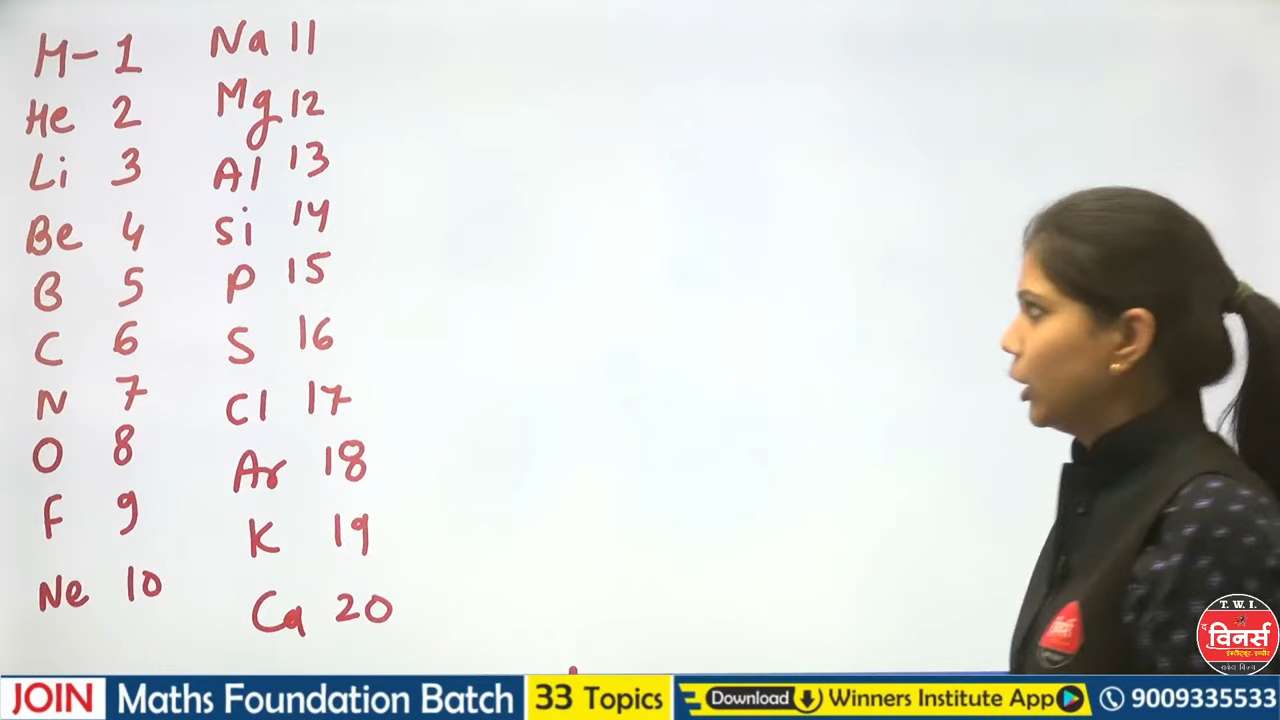 H- 1
He 2
Li 3
Be 4
B 5
C 6
N 7
O 8
F 9
Ne 10
Na 11
Mg 12
Al 13
Si 14
P 15
S 16
Cl 17
Ar 18
K 19
Ca 20
T. W. I.
द विनर्स
इंस्टीट्यूट, इन्दौर
JOIN Maths Foundation Batch 33 Topics Download Winners Institute App 9009335533